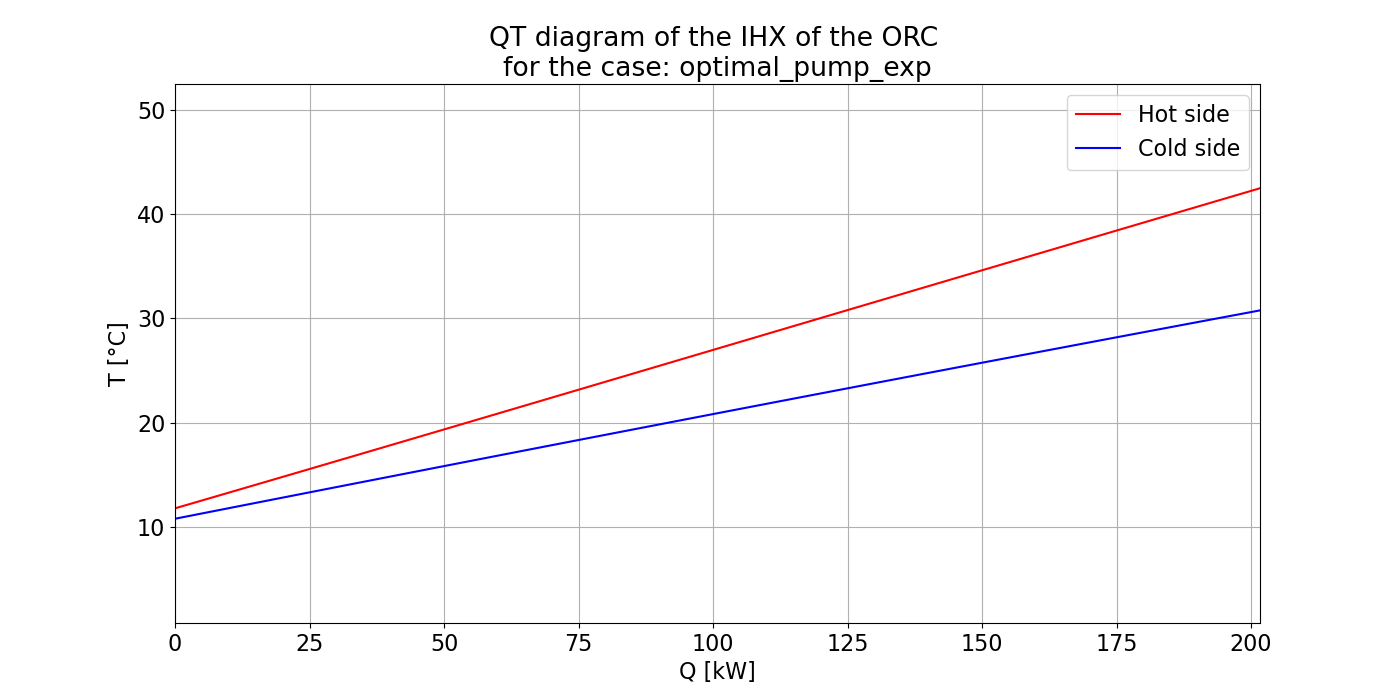 QT diagram of the IHX of the ORC
for the case: optimal_pump_exp
Hot side
Cold side
50
40
30
20
10
T [°C]
0 25 50 75 100 125 150 175 200
Q [kW]